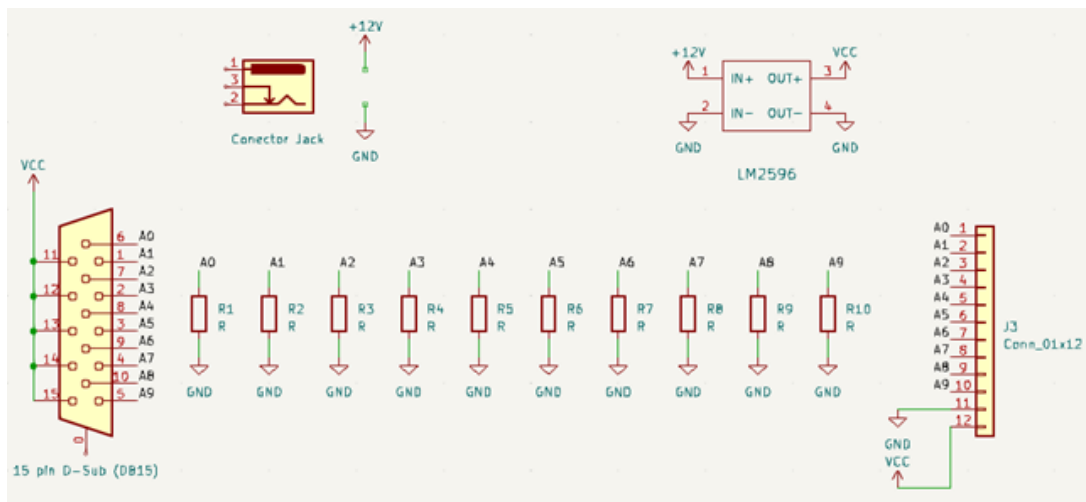 +12V
1
3
2
Conector Jack
GND
+12V
VCC
1 IN+ OUT+ 3
2 IN- OUT- 4
GND
GND
LM2596
VCC
6 A0
11 1 A1
7 A2
12 2 A3
8 A4
13 3 A5
9 A6
14 4 A7
10 A8
15 5 A9
0
15 pin D-Sub (DB15)
A0 A1 A2 A3 A4 A5 A6 A7 A8 A9
R1 R2 R3 R4 R5 R6 R7 R8 R9 R10
R R R R R R R R R R
GND GND GND GND GND GND GND GND GND GND
A0 1
A1 2
A2 3
A3 4
A4 5
A5 6
A6 7
A7 8
A8 9
A9 10
11
12
J3
Conn_01x12
GND
VCC